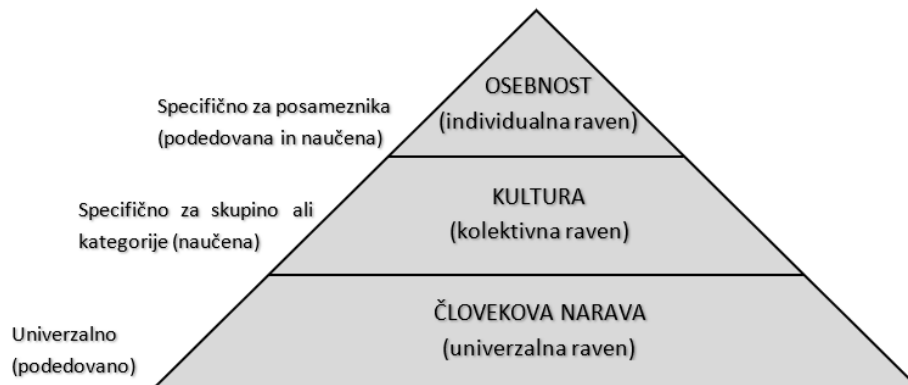 OSEBNOST
(individualna raven)
Specifično za posameznika
(podedovana in naučena)
KULTURA
(kolektivna raven)
Specifično za skupino ali
kategorije (naučena)
ČLOVEKOVA NARAVA
(univerzalna raven)
Univerzalno
(podedovano)